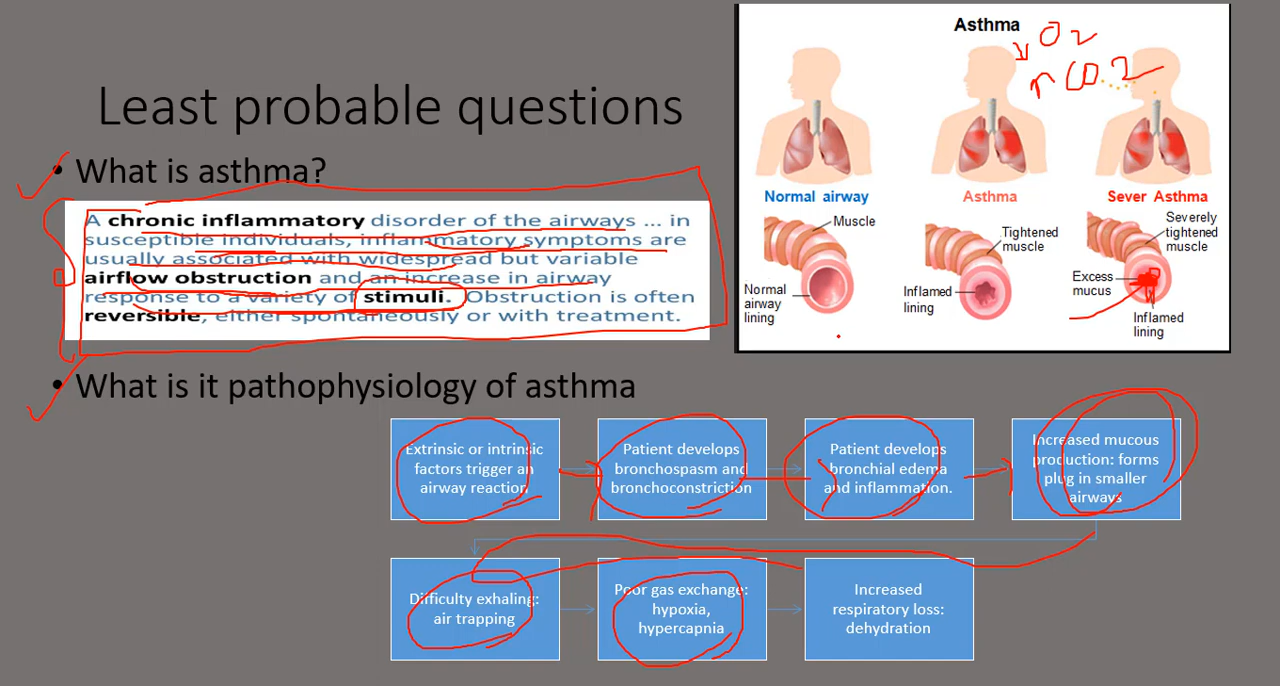 Least probable questions
• What is asthma?
A chronic inflammatory disorder of the airways ... in
susceptible individuals, inflammatory symptoms are
usually associated with widespread but variable
airflow obstruction and an increase in airway
response to a variety of stimuli. Obstruction is often
reversible, either spontaneously or with treatment.
Asthma
O2
CO2
Normal airway
Asthma
Sever Asthma
Muscle
Normal
airway
lining
Tightened
muscle
Inflamed
lining
Severely
tightened
muscle
Excess
mucus
Inflamed
lining
• What is it pathophysiology of asthma
Extrinsic or intrinsic
factors trigger an
airway reaction
Patient develops
bronchospasm and
bronchoconstriction
Patient develops
bronchial edema
and inflammation.
Increased mucous
production: forms
plug in smaller
airways
Difficulty exhaling:
air trapping
Poor gas exchange:
hypoxia,
hypercapnia
Increased
respiratory loss:
dehydration